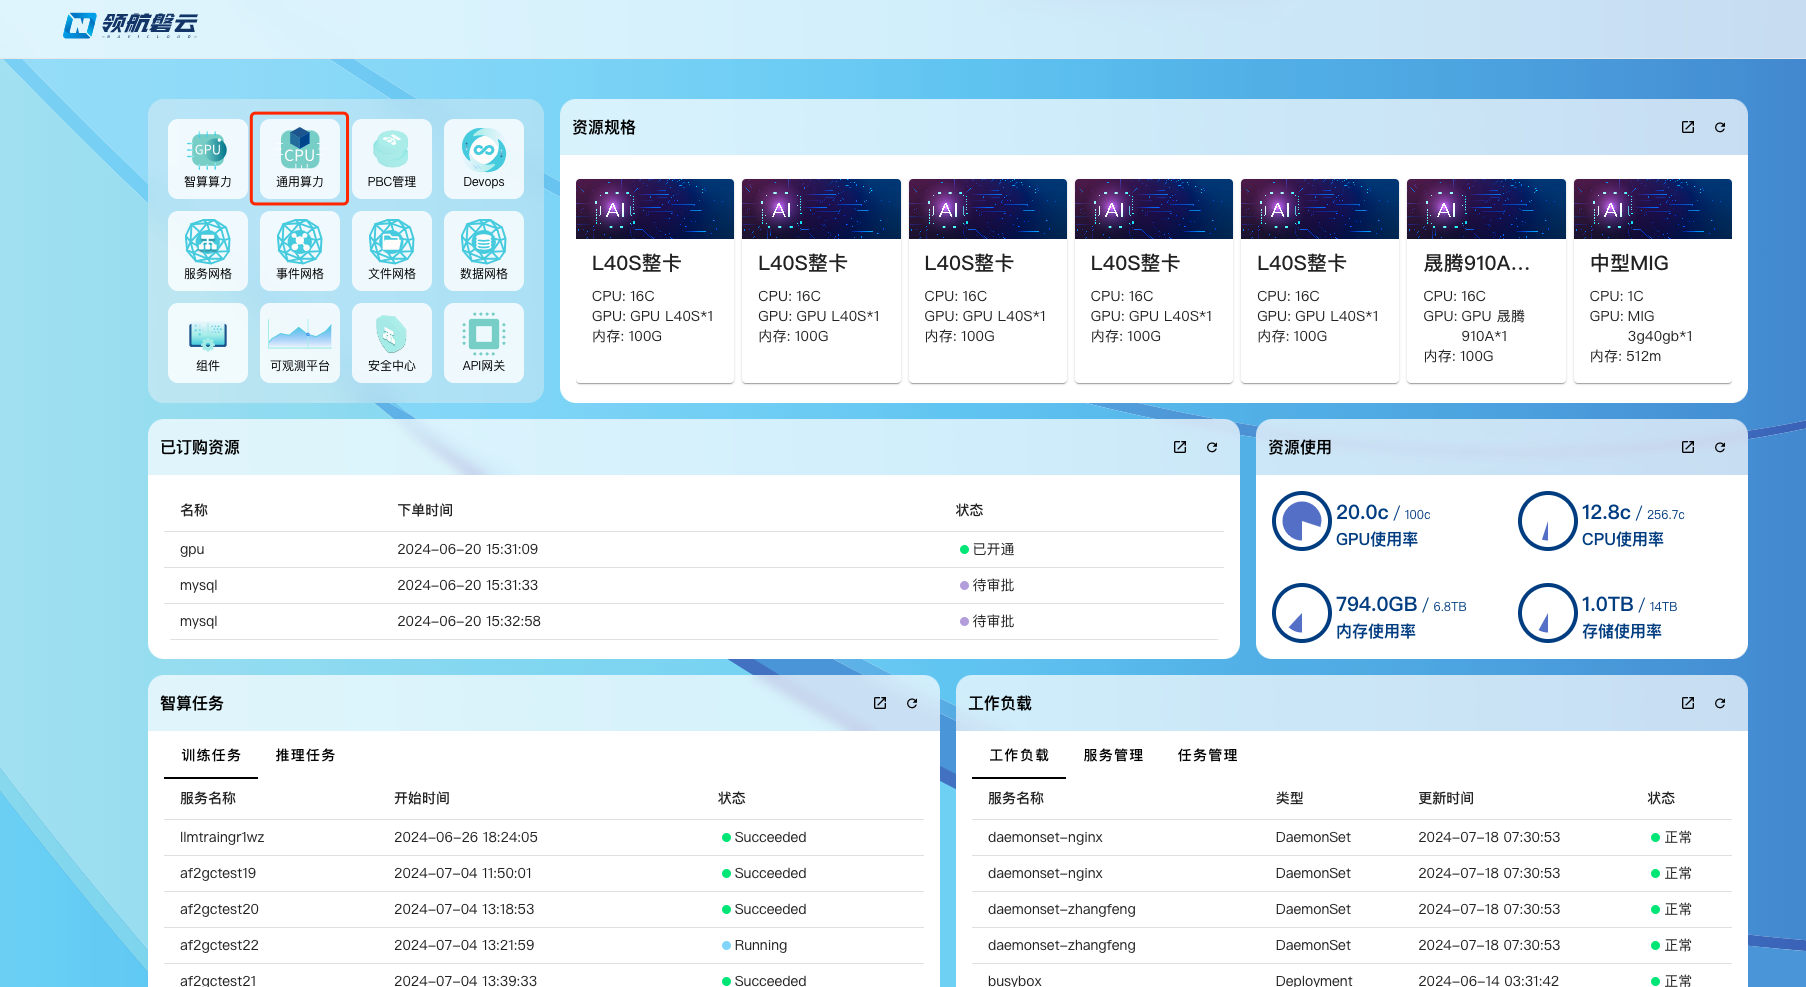 领航磐云
NAVICLOUD
GPU
智算算力
CPU
通用算力
PBC管理
Devops
服务网格
事件网格
文件网格
数据网格
组件
可观测平台
安全中心
API网关
资源规格
AI
L40S整卡
CPU: 16C
GPU: GPU L40S*1
内存: 100G
AI
L40S整卡
CPU: 16C
GPU: GPU L40S*1
内存: 100G
AI
L40S整卡
CPU: 16C
GPU: GPU L40S*1
内存: 100G
AI
L40S整卡
CPU: 16C
GPU: GPU L40S*1
内存: 100G
AI
L40S整卡
CPU: 16C
GPU: GPU L40S*1
内存: 100G
AI
晟腾910A...
CPU: 16C
GPU: GPU 晟腾
910A*1
内存: 100G
AI
中型MIG
CPU: 1C
GPU: MIG
3g40gb*1
内存: 512m
已订购资源
名称 下单时间 状态
gpu 2024-06-20 15:31:09 已开通
mysql 2024-06-20 15:31:33 待审批
mysql 2024-06-20 15:32:58 待审批
资源使用
20.0c / 100c
GPU使用率
12.8c / 256.7c
CPU使用率
794.0GB / 6.8TB
内存使用率
1.0TB / 14TB
存储使用率
智算任务
训练任务 推理任务
服务名称 开始时间 状态
llmtraingr1wz 2024-06-26 18:24:05 Succeeded
af2gctest19 2024-07-04 11:50:01 Succeeded
af2gctest20 2024-07-04 13:18:53 Succeeded
af2gctest22 2024-07-04 13:21:59 Running
af2gctest21 2024-07-04 13:39:33 Succeeded
工作负载
工作负载 服务管理 任务管理
服务名称 类型 更新时间 状态
daemonset-nginx DaemonSet 2024-07-18 07:30:53 正常
daemonset-nginx DaemonSet 2024-07-18 07:30:53 正常
daemonset-zhangfeng DaemonSet 2024-07-18 07:30:53 正常
daemonset-zhangfeng DaemonSet 2024-07-18 07:30:53 正常
busybox Deployment 2024-06-14 03:31:42 正常